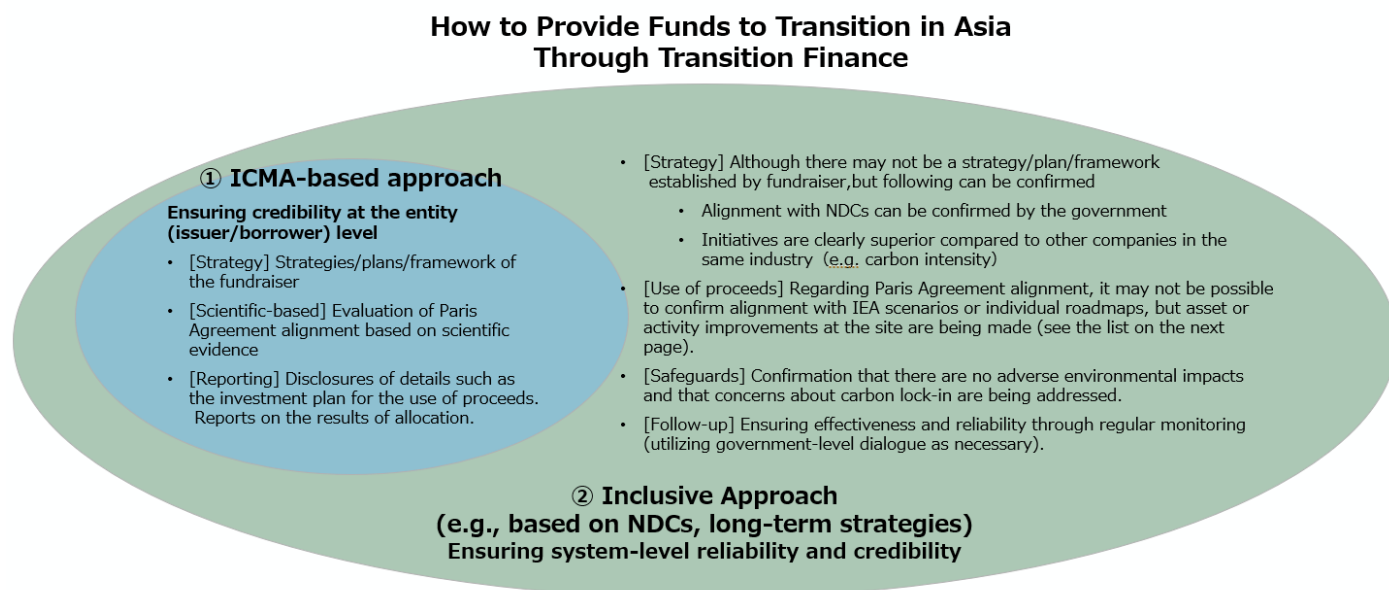 How to Provide Funds to Transition in Asia
Through Transition Finance
① ICMA-based approach
Ensuring credibility at the entity
(issuer/borrower) level
• [Strategy] Strategies/plans/framework of
the fundraiser
• [Scientific-based] Evaluation of Paris
Agreement alignment based on scientific
evidence
• [Reporting] Disclosures of details such as
the investment plan for the use of proceeds.
Reports on the results of allocation.
• [Strategy] Although there may not be a strategy/plan/framework
established by fundraiser,but following can be confirmed
• Alignment with NDCs can be confirmed by the government
• Initiatives are clearly superior compared to other companies in the
same industry（e.g. carbon intensity）
• [Use of proceeds] Regarding Paris Agreement alignment, it may not be possible
to confirm alignment with IEA scenarios or individual roadmaps, but asset or
activity improvements at the site are being made (see the list on the next
page).
• [Safeguards] Confirmation that there are no adverse environmental impacts
and that concerns about carbon lock-in are being addressed.
• [Follow-up] Ensuring effectiveness and reliability through regular monitoring
(utilizing government-level dialogue as necessary).
② Inclusive Approach
(e.g., based on NDCs, long-term strategies)
Ensuring system-level reliability and credibility